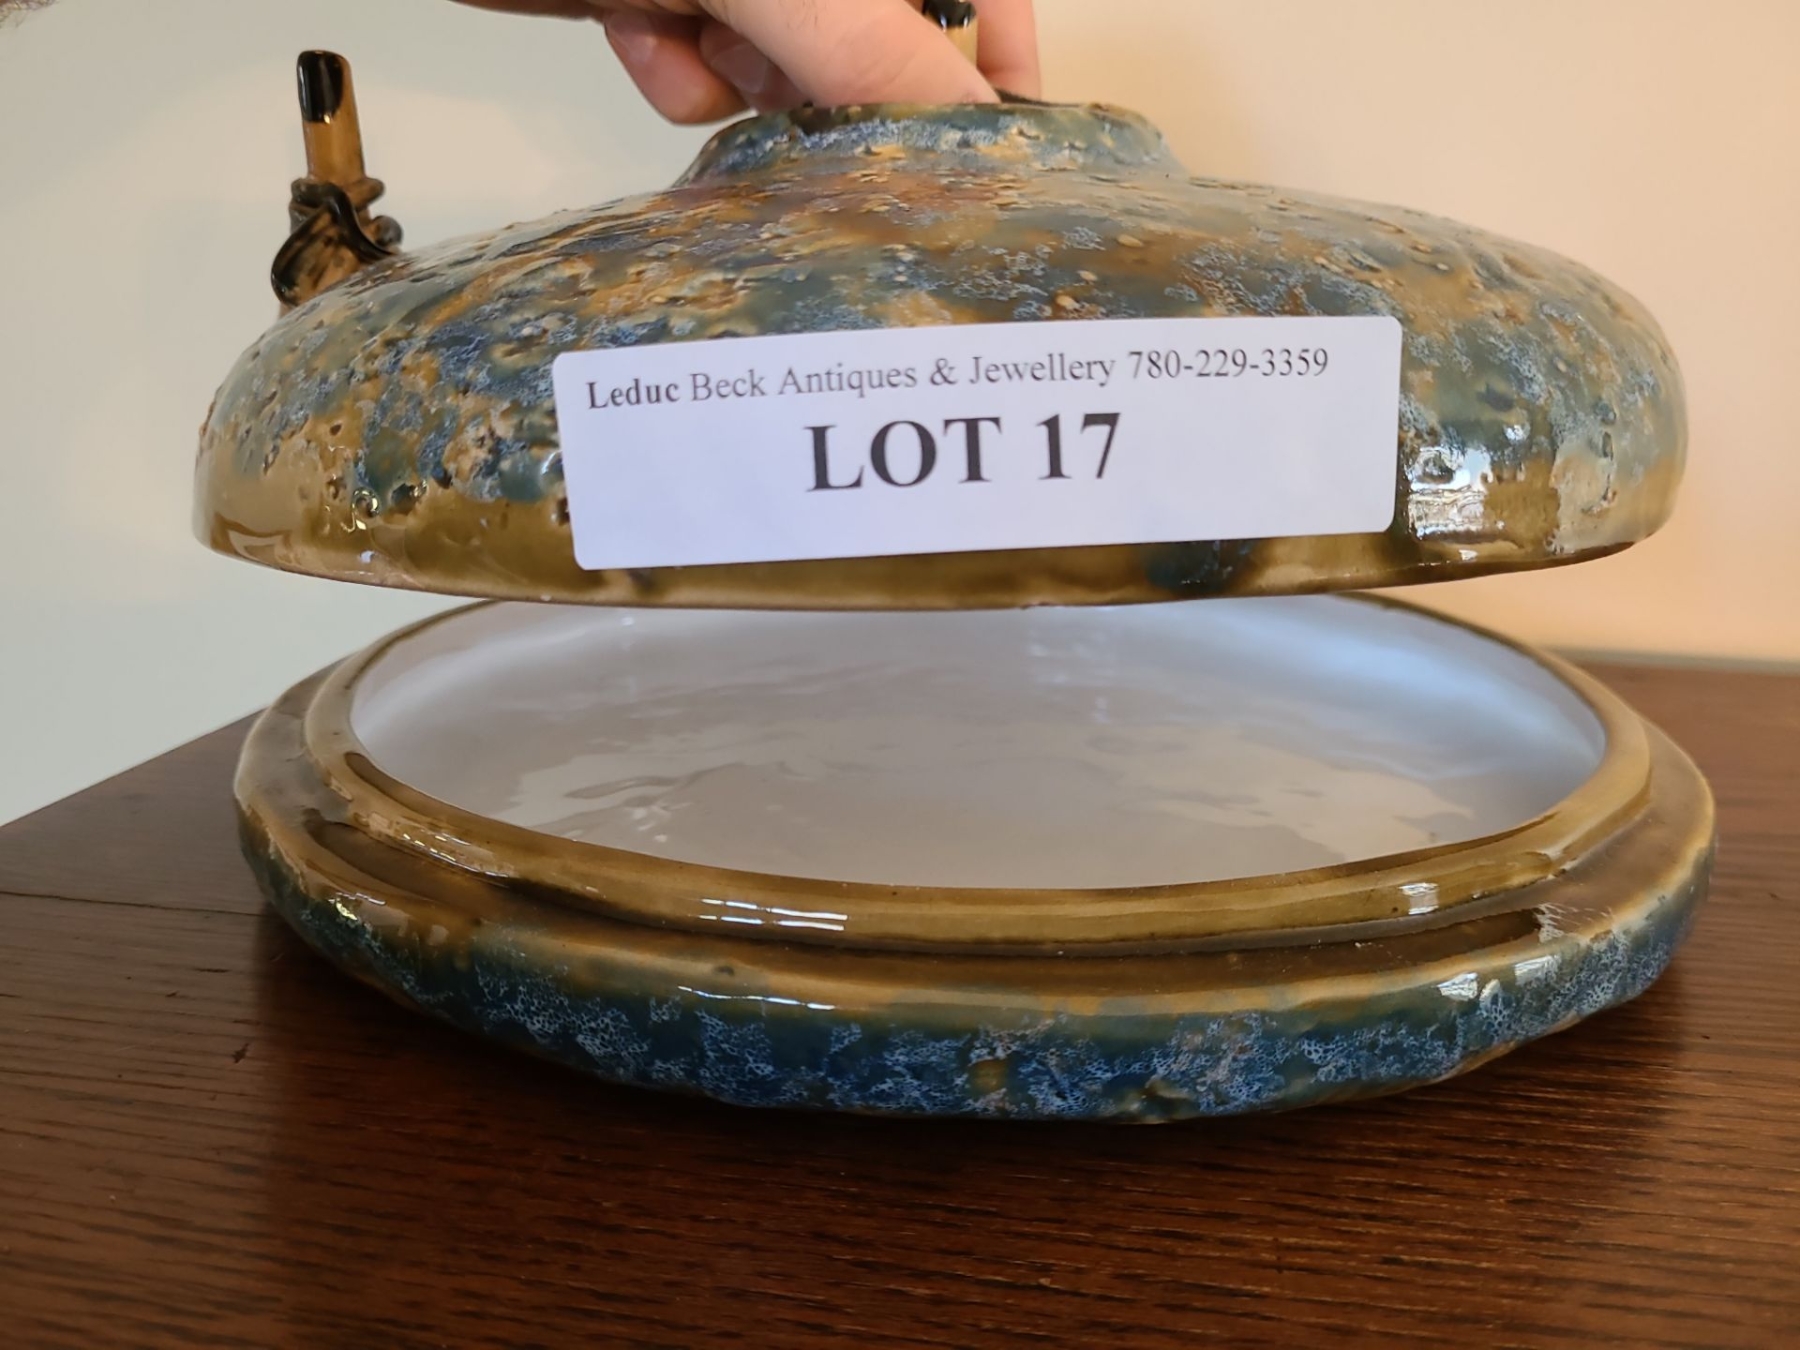 Leduc Beck Antiques & Jewellery 780-229-3359
LOT 17